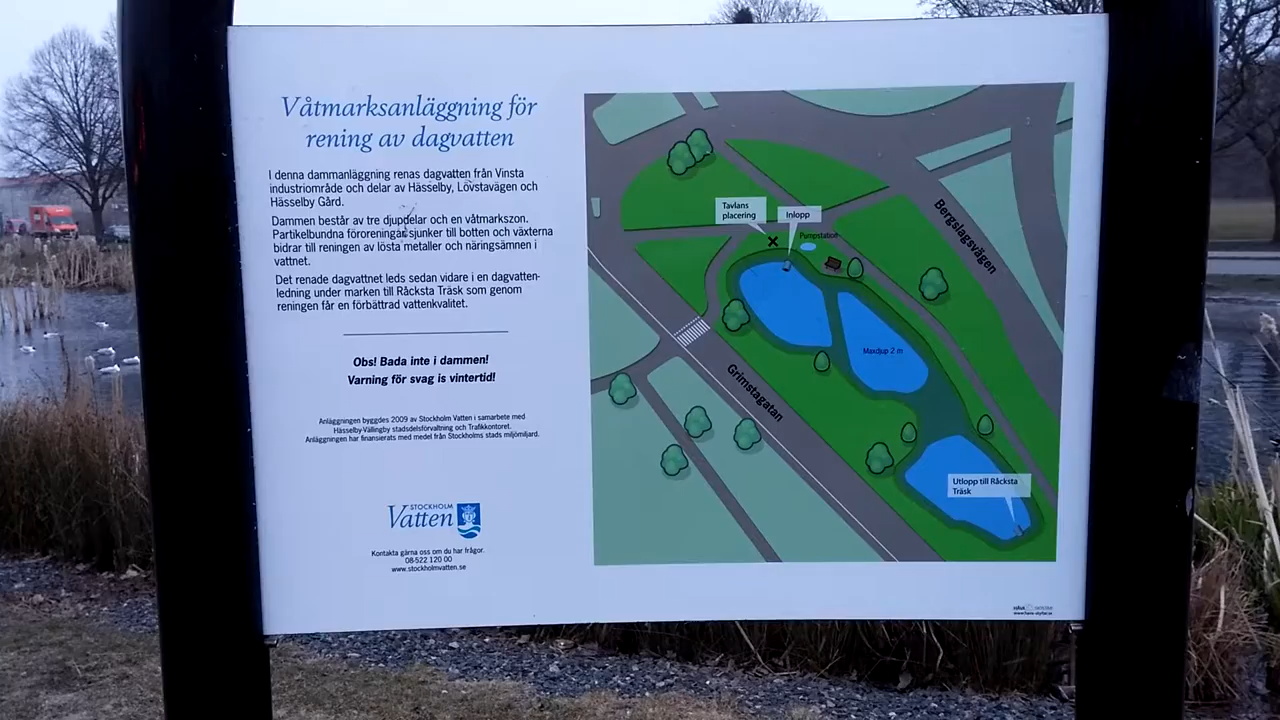 Våtmarksanläggning för
rening av dagvatten
I denna dammanläggning renas dagvatten från Vinsta
industriområde och delar av Hässelby, Lövstavägen och
Hässelby Gård.
Dammen består av tre djupdelar och en våtmarkszon.
Partikelbundna föroreningar sjunker till botten och växterna
bidrar till reningen av lösta metaller och näringsämnen i
vattnet.
Det renade dagvattnet leds sedan vidare i en dagvatten-
ledning under marken till Råcksta Träsk som genom
reningen får en förbättrad vattenkvalitet.
Obs! Bada inte i dammen!
Varning för svag is vintertid!
Anläggningen byggdes 2009 av Stockholm Vatten i samarbete med
Hässelby-Vällingby stadsdelsförvaltning och Trafikkontoret.
Anläggningen har finansierats med medel från Stockholms stads miljömiljard.
STOCKHOLM
Vatten
Kontakta gärna oss om du har frågor.
08-522 120 00
www.stockholmvatten.se
Tavlans
placering
Inlopp
Pumpstation
Bergslagsvägen
Maxdjup 2 m
Grimstagatan
Utlopp till Råcksta
Träsk